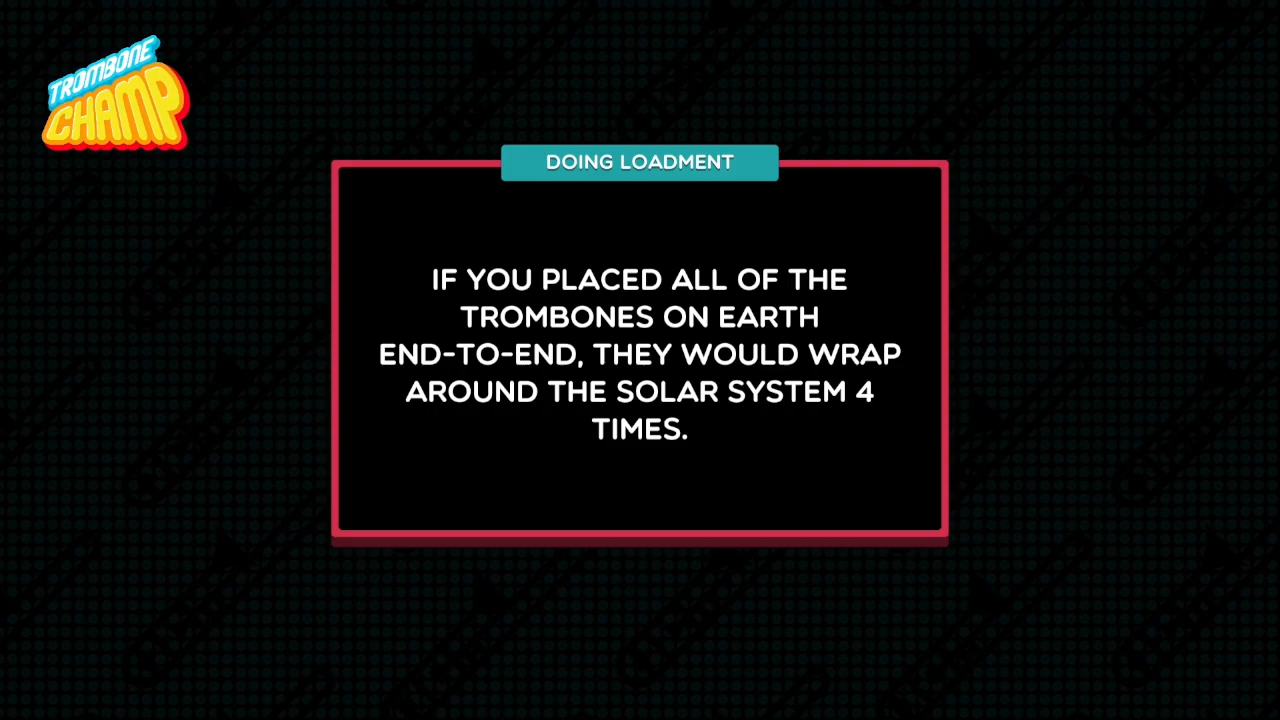 TROMBONE
CHAMP
DOING LOADMENT
IF YOU PLACED ALL OF THE
TROMBONES ON EARTH
END-TO-END, THEY WOULD WRAP
AROUND THE SOLAR SYSTEM 4
TIMES.